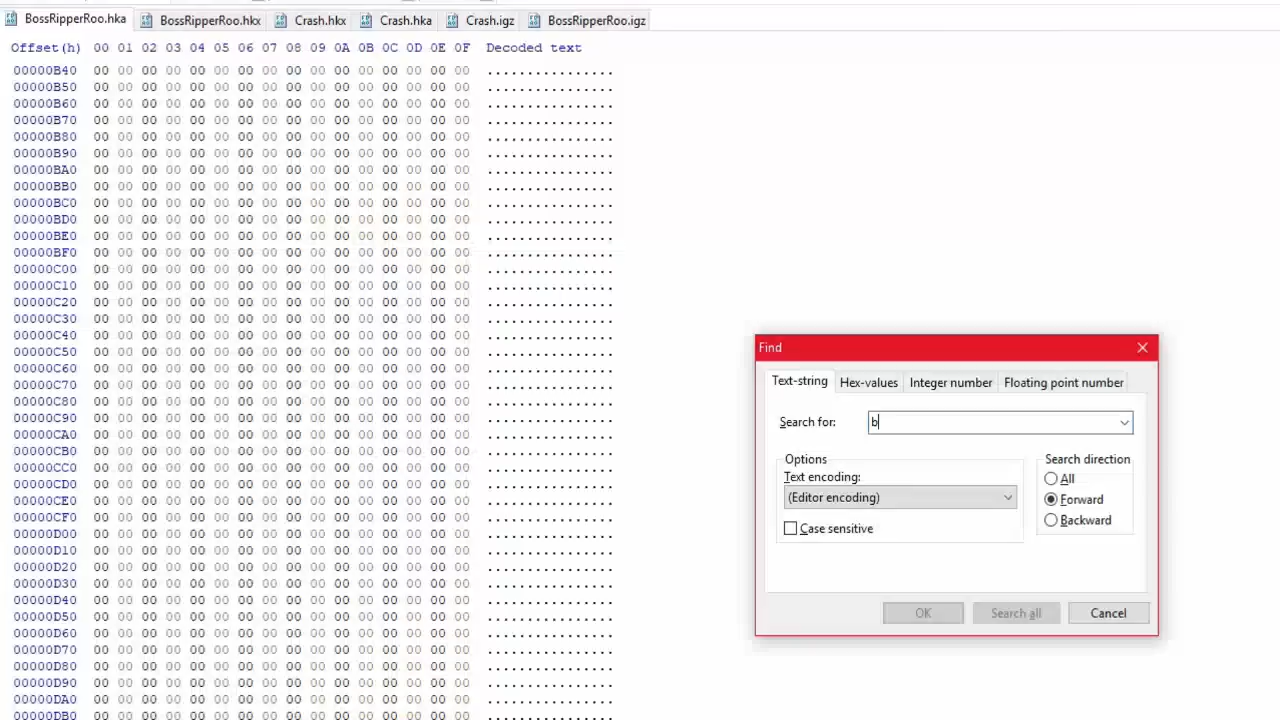 BossRipperRoo.hka BossRipperRoo.hkx Crash.hkx Crash.hka Crash.igz BossRipperRoo.igz
Offset(h) 00 01 02 03 04 05 06 07 08 09 0A 0B 0C 0D 0E 0F Decoded text
00000B40 00 00 00 00 00 00 00 00 00 00 00 00 00 00 00 00 ................
00000B50 00 00 00 00 00 00 00 00 00 00 00 00 00 00 00 00 ................
00000B60 00 00 00 00 00 00 00 00 00 00 00 00 00 00 00 00 ................
00000B70 00 00 00 00 00 00 00 00 00 00 00 00 00 00 00 00 ................
00000B80 00 00 00 00 00 00 00 00 00 00 00 00 00 00 00 00 ................
00000B90 00 00 00 00 00 00 00 00 00 00 00 00 00 00 00 00 ................
00000BA0 00 00 00 00 00 00 00 00 00 00 00 00 00 00 00 00 ................
00000BB0 00 00 00 00 00 00 00 00 00 00 00 00 00 00 00 00 ................
00000BC0 00 00 00 00 00 00 00 00 00 00 00 00 00 00 00 00 ................
00000BD0 00 00 00 00 00 00 00 00 00 00 00 00 00 00 00 00 ................
00000BE0 00 00 00 00 00 00 00 00 00 00 00 00 00 00 00 00 ................
00000BF0 00 00 00 00 00 00 00 00 00 00 00 00 00 00 00 00 ................
00000C00 00 00 00 00 00 00 00 00 00 00 00 00 00 00 00 00 ................
00000C10 00 00 00 00 00 00 00 00 00 00 00 00 00 00 00 00 ................
00000C20 00 00 00 00 00 00 00 00 00 00 00 00 00 00 00 00 ................
00000C30 00 00 00 00 00 00 00 00 00 00 00 00 00 00 00 00 ................
00000C40 00 00 00 00 00 00 00 00 00 00 00 00 00 00 00 00 ................
00000C50 00 00 00 00 00 00 00 00 00 00 00 00 00 00 00 00 ................
00000C60 00 00 00 00 00 00 00 00 00 00 00 00 00 00 00 00 ................
00000C70 00 00 00 00 00 00 00 00 00 00 00 00 00 00 00 00 ................
00000C80 00 00 00 00 00 00 00 00 00 00 00 00 00 00 00 00 ................
00000C90 00 00 00 00 00 00 00 00 00 00 00 00 00 00 00 00 ................
00000CA0 00 00 00 00 00 00 00 00 00 00 00 00 00 00 00 00 ................
00000CB0 00 00 00 00 00 00 00 00 00 00 00 00 00 00 00 00 ................
00000CC0 00 00 00 00 00 00 00 00 00 00 00 00 00 00 00 00 ................
00000CD0 00 00 00 00 00 00 00 00 00 00 00 00 00 00 00 00 ................
00000CE0 00 00 00 00 00 00 00 00 00 00 00 00 00 00 00 00 ................
00000CF0 00 00 00 00 00 00 00 00 00 00 00 00 00 00 00 00 ................
00000D00 00 00 00 00 00 00 00 00 00 00 00 00 00 00 00 00 ................
00000D10 00 00 00 00 00 00 00 00 00 00 00 00 00 00 00 00 ................
00000D20 00 00 00 00 00 00 00 00 00 00 00 00 00 00 00 00 ................
00000D30 00 00 00 00 00 00 00 00 00 00 00 00 00 00 00 00 ................
00000D40 00 00 00 00 00 00 00 00 00 00 00 00 00 00 00 00 ................
00000D50 00 00 00 00 00 00 00 00 00 00 00 00 00 00 00 00 ................
00000D60 00 00 00 00 00 00 00 00 00 00 00 00 00 00 00 00 ................
00000D70 00 00 00 00 00 00 00 00 00 00 00 00 00 00 00 00 ................
00000D80 00 00 00 00 00 00 00 00 00 00 00 00 00 00 00 00 ................
00000D90 00 00 00 00 00 00 00 00 00 00 00 00 00 00 00 00 ................
00000DA0 00 00 00 00 00 00 00 00 00 00 00 00 00 00 00 00 ................
00000DB0 00 00 00 00 00 00 00 00 00 00 00 00 00 00 00 00 ................
Find
Text-string Hex-values Integer number Floating point number
Search for: b
Options
Text encoding:
(Editor encoding)
Case sensitive
Search direction
All
Forward
Backward
OK Search all Cancel